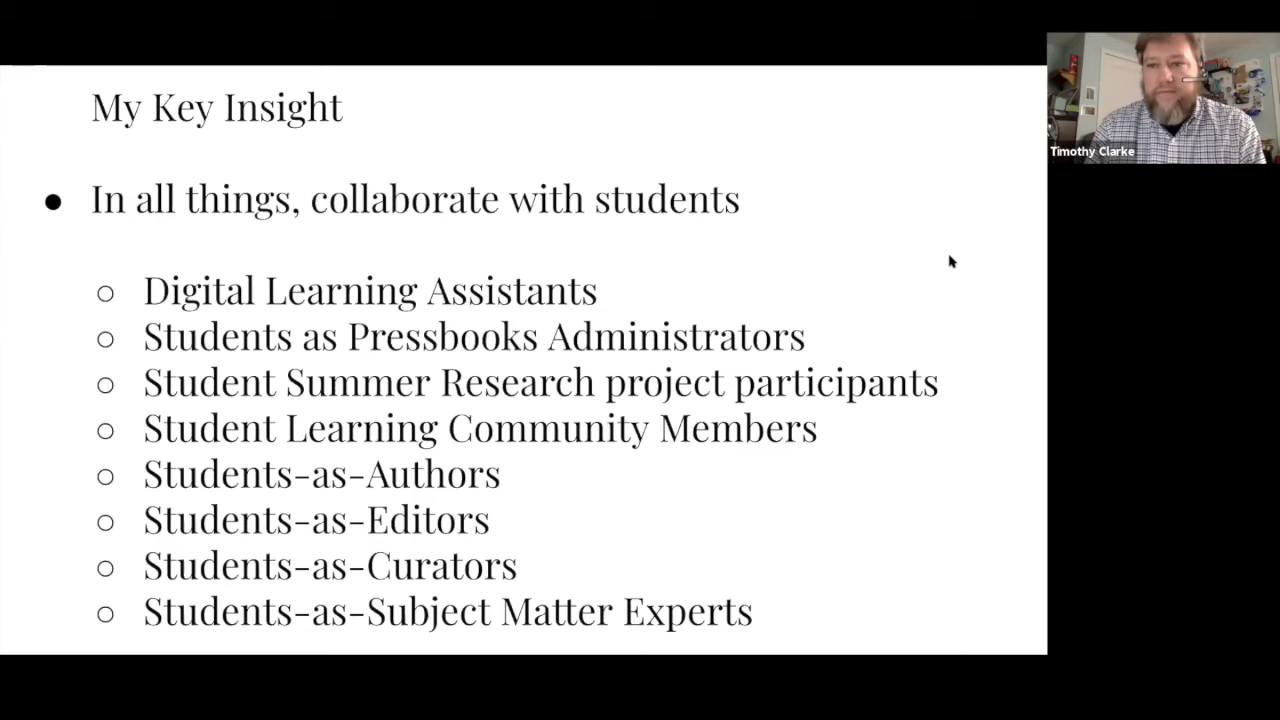 My Key Insight
In all things, collaborate with students
Digital Learning Assistants
Students as Pressbooks Administrators
Student Summer Research project participants
Student Learning Community Members
Students-as-Authors
Students-as-Editors
Students-as-Curators
Students-as-Subject Matter Experts
Timothy Clarke